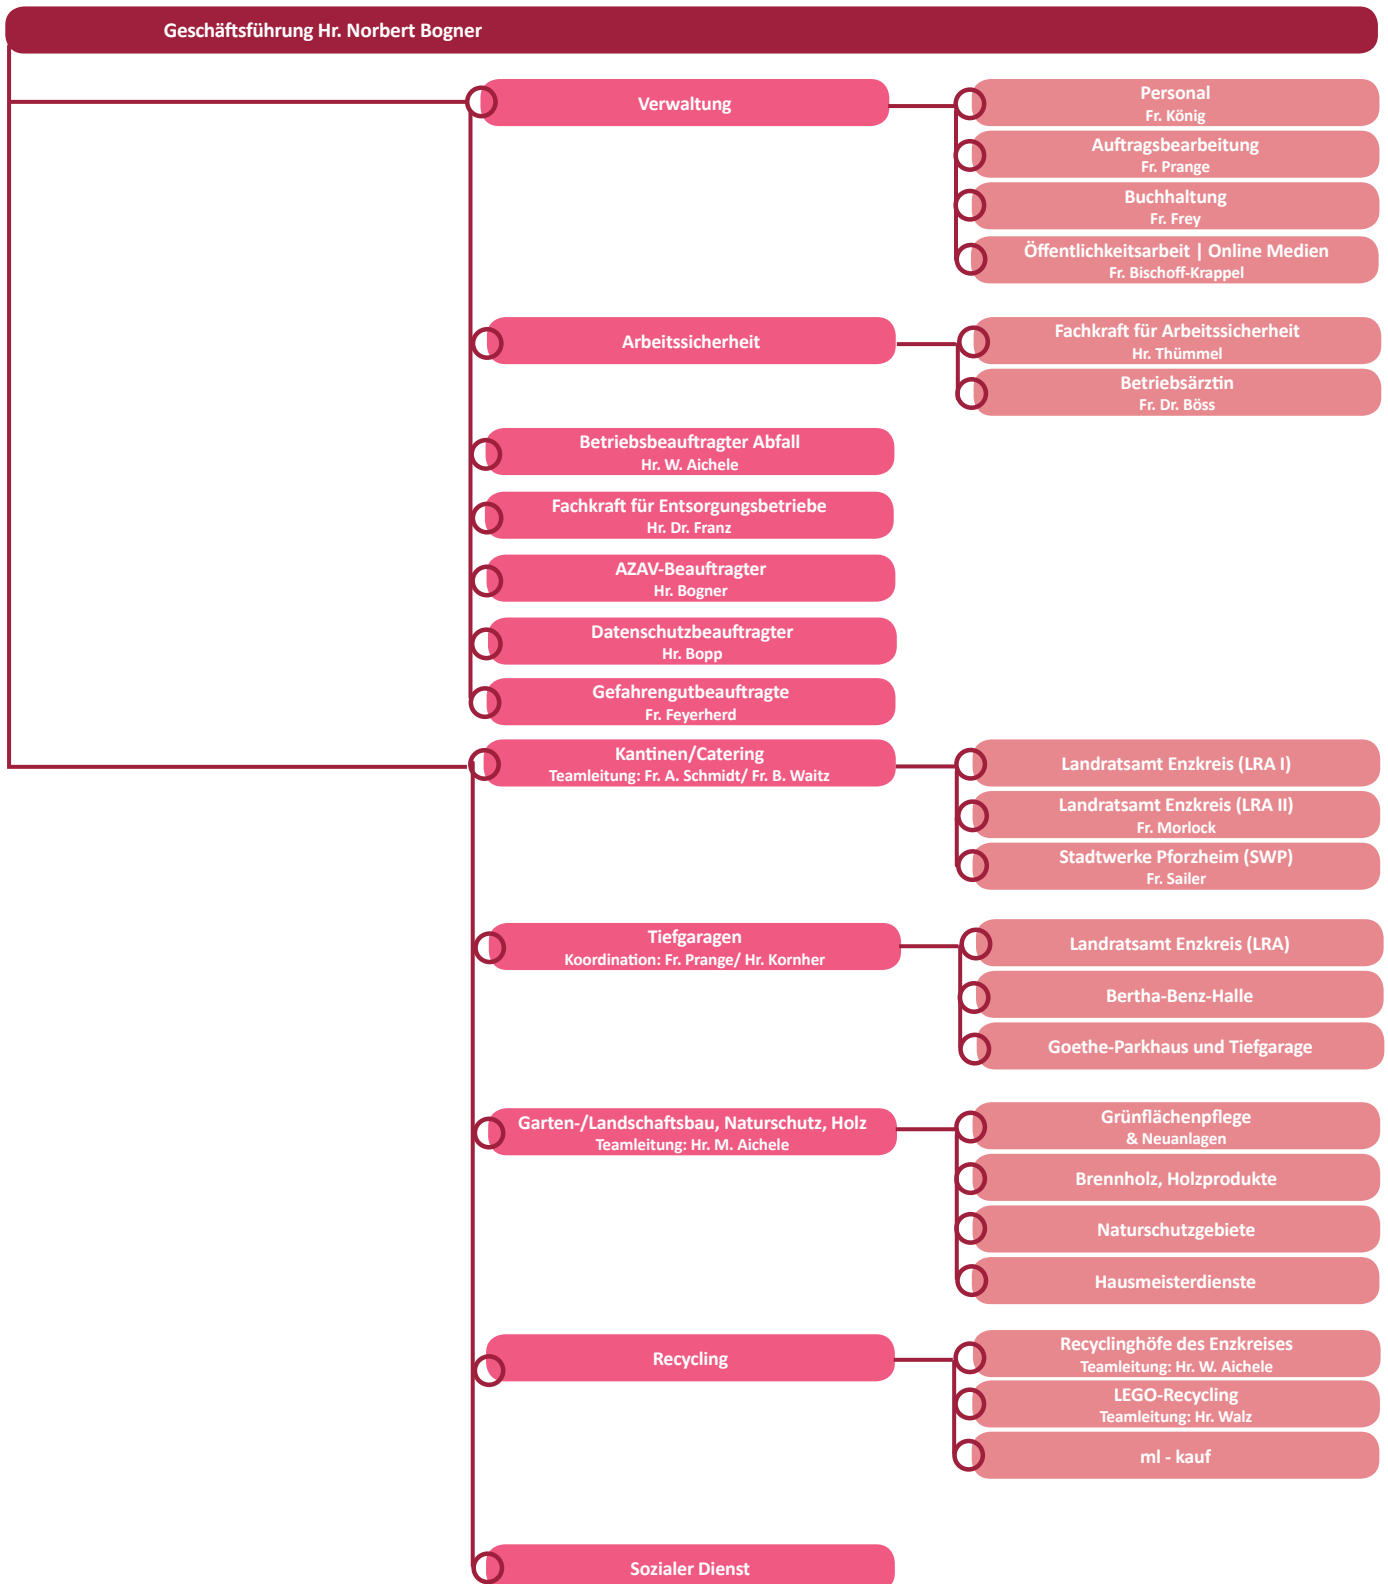 Geschäftsführung Hr. Norbert Bogner
Verwaltung
Personal
Fr. König
Auftragsbearbeitung
Fr. Prange
Buchhaltung
Fr. Frey
Öffentlichkeitsarbeit | Online Medien
Fr. Bischoff-Krappel
Arbeitssicherheit
Fachkraft für Arbeitssicherheit
Hr. Thümmel
Betriebsärztin
Fr. Dr. Böss
Betriebsbeauftragter Abfall
Hr. W. Aichele
Fachkraft für Entsorgungsbetriebe
Hr. Dr. Franz
AZAV-Beauftragter
Hr. Bogner
Datenschutzbeauftragter
Hr. Bopp
Gefahrengutbeauftragte
Fr. Feyerherd
Kantinen/Catering
Teamleitung: Fr. A. Schmidt/ Fr. B. Waitz
Landratsamt Enzkreis (LRA I)
Landratsamt Enzkreis (LRA II)
Fr. Morlock
Stadtwerke Pforzheim (SWP)
Fr. Sailer
Tiefgaragen
Koordination: Fr. Prange/ Hr. Kornher
Landratsamt Enzkreis (LRA)
Bertha-Benz-Halle
Goethe-Parkhaus und Tiefgarage
Garten-/Landschaftsbau, Naturschutz, Holz
Teamleitung: Hr. M. Aichele
Grünflächenpflege
& Neuanlagen
Brennholz, Holzprodukte
Naturschutzgebiete
Hausmeisterdienste
Recycling
Recyclinghöfe des Enzkreises
Teamleitung: Hr. W. Aichele
LEGO-Recycling
Teamleitung: Hr. Walz
ml - kauf
Sozialer Dienst